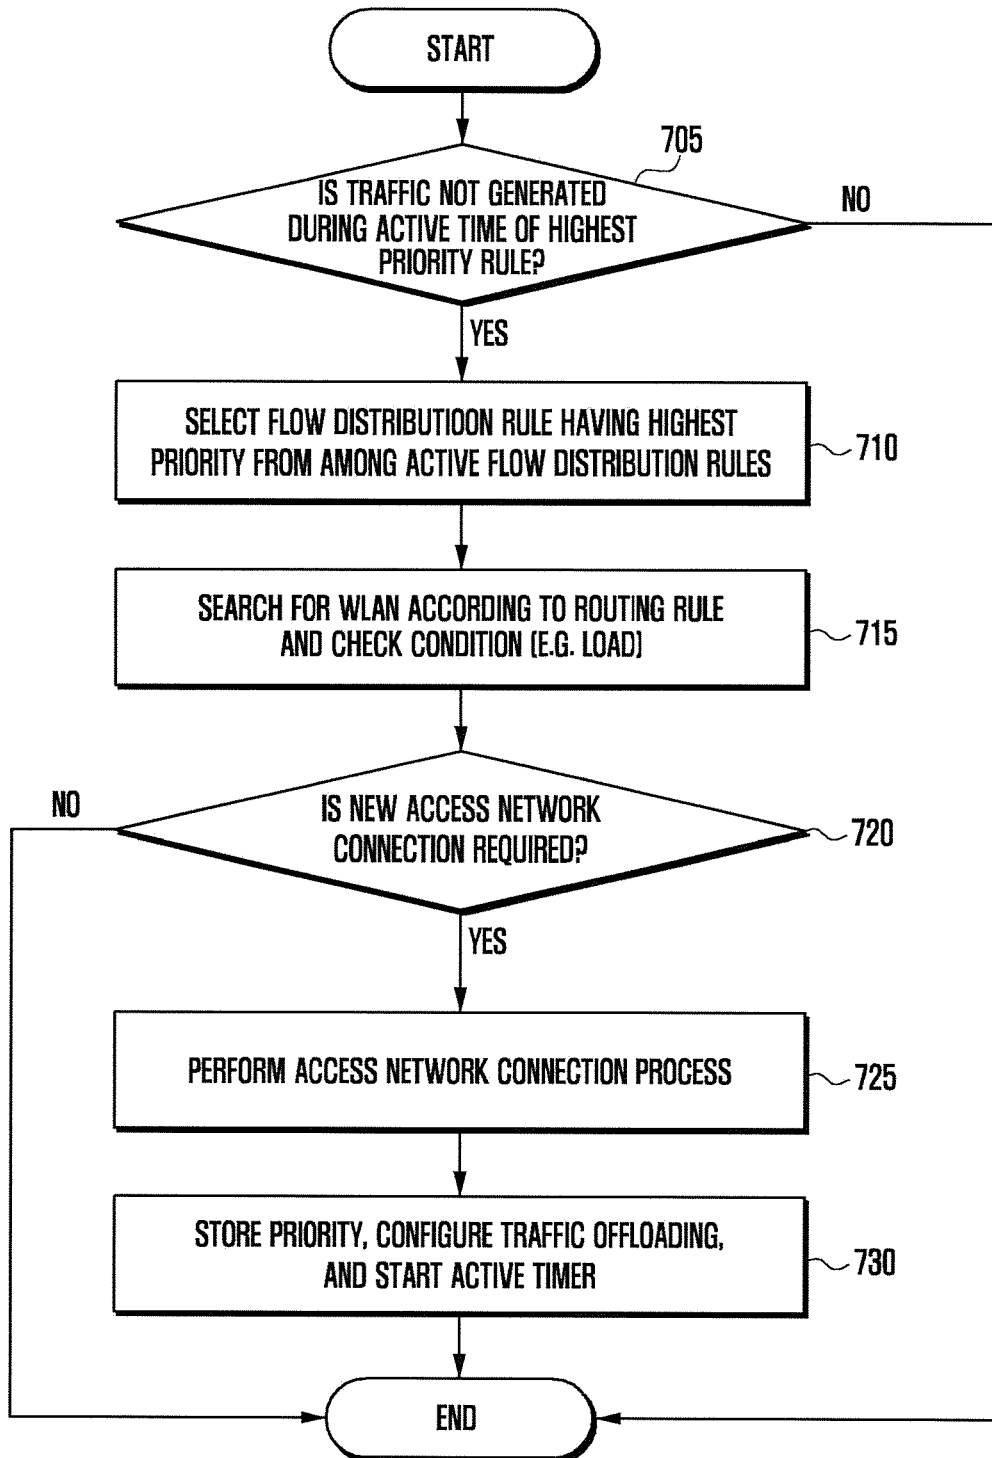 START
705
IS TRAFFIC NOT GENERATED
DURING ACTIVE TIME OF HIGHEST
PRIORITY RULE?
NO
YES
SELECT FLOW DISTRIBUTIOON RULE HAVING HIGHEST
PRIORITY FROM AMONG ACTIVE FLOW DISTRIBUTION RULES
710
SEARCH FOR WLAN ACCORDING TO ROUTING RULE
AND CHECK CONDITION (E.G. LOAD)
715
NO
IS NEW ACCESS NETWORK
CONNECTION REQUIRED?
720
YES
PERFORM ACCESS NETWORK CONNECTION PROCESS
725
STORE PRIORITY, CONFIGURE TRAFFIC OFFLOADING,
AND START ACTIVE TIMER
730
END